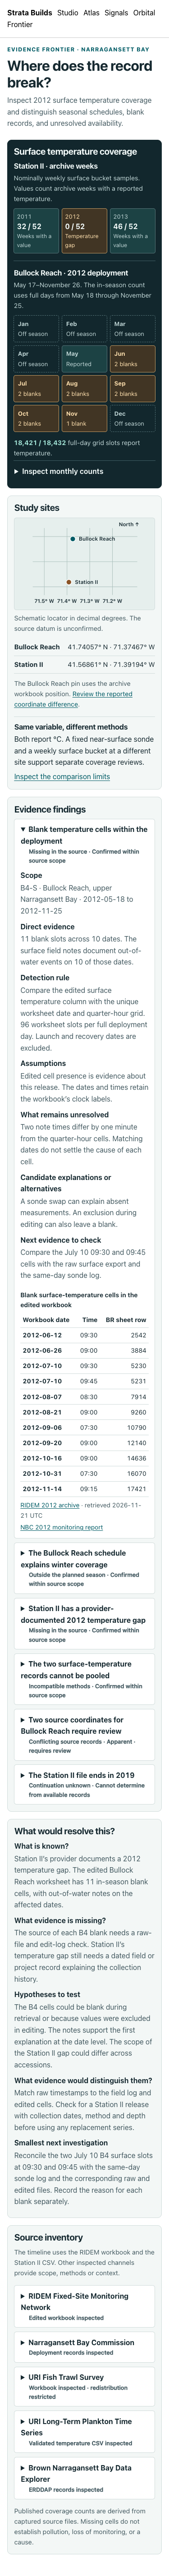 Strata Builds Studio Atlas Signals Orbital
Frontier
EVIDENCE FRONTIER · NARRAGANSETT BAY
Where does the record
break?
Inspect 2012 surface temperature coverage
and distinguish seasonal schedules, blank
records, and unresolved availability.
Surface temperature coverage
Station II · archive weeks
Nominally weekly surface bucket samples.
Values count archive weeks with a reported
temperature.
2011
32 / 52
Weeks with a
value
2012
0 / 52
Temperature
gap
2013
46 / 52
Weeks with a
value
Bullock Reach · 2012 deployment
May 17–November 26. The in-season count
uses full days from May 18 through November
25.
Jan
Off season
Feb
Off season
Mar
Off season
Apr
Off season
May
Reported
Jun
2 blanks
Jul
2 blanks
Aug
2 blanks
Sep
2 blanks
Oct
2 blanks
Nov
1 blank
Dec
Off season
18,421 / 18,432 full-day grid slots report
temperature.
▶ Inspect monthly counts
Study sites
North ↑
Bullock Reach
Station II
71.5° W 71.4° W 71.3° W 71.2° W
Schematic locator in decimal degrees. The
source datum is unconfirmed.
Bullock Reach 41.74057° N · 71.37467° W
Station II 41.56861° N · 71.39194° W
The Bullock Reach pin uses the archive
workbook position. Review the reported
coordinate difference.
Same variable, different methods
Both report °C. A fixed near-surface sonde
and a weekly surface bucket at a different
site support separate coverage reviews.
Inspect the comparison limits
Evidence findings
▼ Blank temperature cells within the
deployment
Missing in the source · Confirmed within
source scope
Scope
B4-S · Bullock Reach, upper
Narragansett Bay · 2012-05-18 to
2012-11-25
Direct evidence
11 blank slots across 10 dates. The
surface field notes document out-of-
water events on 10 of those dates.
Detection rule
Compare the edited surface
temperature column with the unique
worksheet date and quarter-hour grid.
96 worksheet slots per full deployment
day. Launch and recovery dates are
excluded.
Assumptions
Edited cell presence is evidence about
this release. The dates and times retain
the workbook's clock labels.
What remains unresolved
Two note times differ by one minute
from the quarter-hour cells. Matching
dates do not settle the cause of each
cell.
Candidate explanations or
alternatives
A sonde swap can explain absent
measurements. An exclusion during
editing can also leave a blank.
Next evidence to check
Compare the July 10 09:30 and 09:45
cells with the raw surface export and
the same-day sonde log.
Blank surface-temperature cells in the
edited workbook
Workbook date Time BR sheet row
2012-06-12 09:30 2542
2012-06-26 09:00 3884
2012-07-10 09:30 5230
2012-07-10 09:45 5231
2012-08-07 08:30 7914
2012-08-21 09:00 9260
2012-09-06 07:30 10790
2012-09-20 09:00 12140
2012-10-16 09:00 14636
2012-10-31 07:30 16070
2012-11-14 09:15 17421
RIDEM 2012 archive · retrieved 2026-11-
21 UTC
NBC 2012 monitoring report
▶ The Bullock Reach schedule
explains winter coverage
Outside the planned season · Confirmed
within source scope
▶ Station II has a provider-
documented 2012 temperature gap
Missing in the source · Confirmed within
source scope
▶ The two surface-temperature
records cannot be pooled
Incompatible methods · Confirmed within
source scope
▶ Two source coordinates for
Bullock Reach require review
Conflicting source records · Apparent ·
requires review
▶ The Station II file ends in 2019
Continuation unknown · Cannot determine
from available records
What would resolve this?
What is known?
Station II's provider documents a 2012
temperature gap. The edited Bullock
Reach worksheet has 11 in-season blank
cells, with out-of-water notes on the
affected dates.
What evidence is missing?
The source of each B4 blank needs a raw-
file and edit-log check. Station II's
temperature gap still needs a dated field or
project record explaining the collection
history.
Hypotheses to test
The B4 cells could be blank during
retrieval or because values were excluded
in editing. The notes support the first
explanation at the date level. The scope of
the Station II gap could differ across
accessions.
What evidence would distinguish them?
Match raw timestamps to the field log and
edited cells. Check for a Station II release
with collection dates, method and depth
before using any replacement series.
Smallest next investigation
Reconcile the two July 10 B4 surface slots
at 09:30 and 09:45 with the same-day
sonde log and the corresponding raw and
edited files. Record the reason for each
blank separately.
Source inventory
The timeline uses the RIDEM workbook and the
Station II CSV. Other inspected channels
provide scope, methods or context.
▶ RIDEM Fixed-Site Monitoring
Network
Edited workbook inspected
▶ Narragansett Bay Commission
Deployment records inspected
▶ URI Fish Trawl Survey
Workbook inspected · redistribution
restricted
▶ URI Long-Term Plankton Time
Series
Validated temperature CSV inspected
▶ Brown Narragansett Bay Data
Explorer
ERDDAP records inspected
Published coverage counts are derived from
captured source files. Missing cells do not
establish pollution, loss of monitoring, or a
cause.